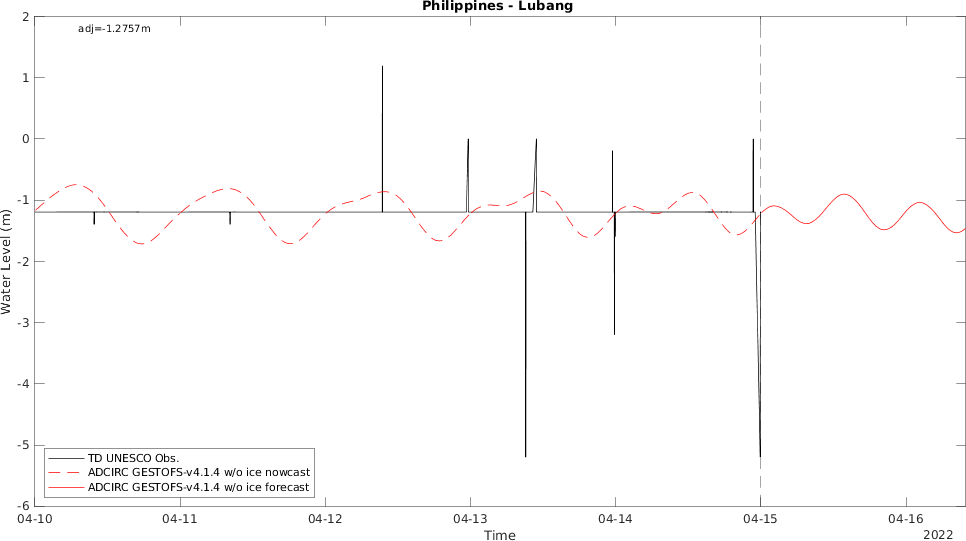 Philippines - Lubang
adj=-1.2757m
Water Level (m)
2
1
0
-1
-2
-3
-4
-5
-6
TD UNESCO Obs.
ADCIRC GESTOFS-v4.1.4 w/o ice nowcast
ADCIRC GESTOFS-v4.1.4 w/o ice forecast
04-10 04-11 04-12 04-13 04-14 04-15 04-16
Time
2022